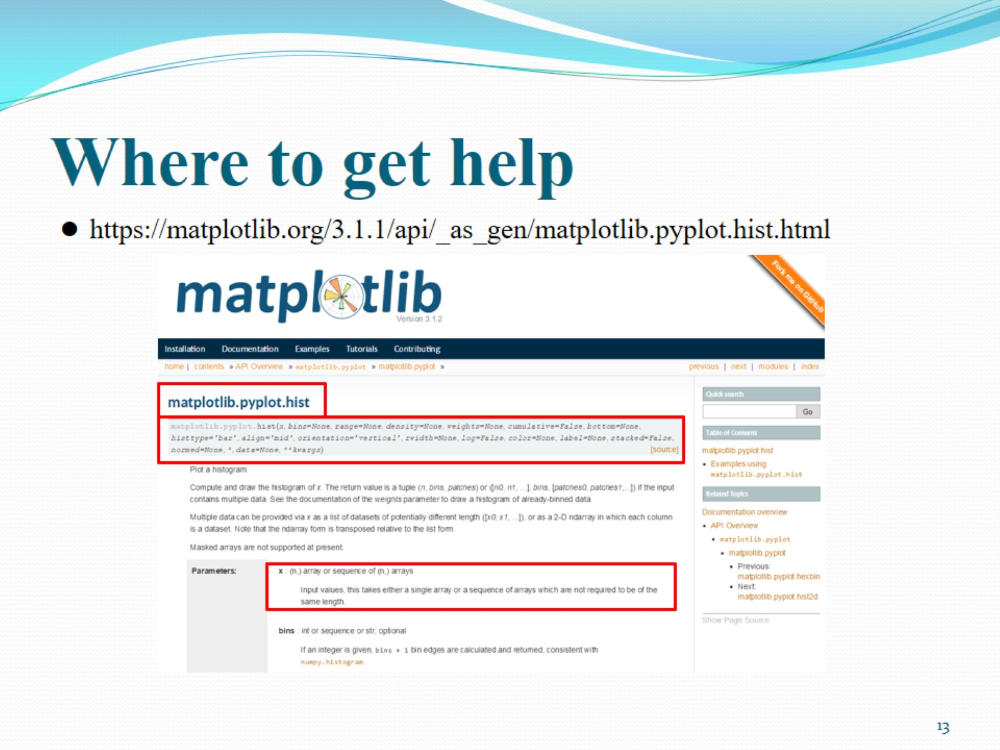 Where to get help
● https://matplotlib.org/3.1.1/api/_as_gen/matplotlib.pyplot.hist.html
matplotlib
Version 3.1.2
Fork me on GitHub
Installation Documentation Examples Tutorials Contributing
home | contents » API Overview » matplotlib.pyplot » matplotlib.pyplot »
previous | next | modules | index
matplotlib.pyplot.hist
matplotlib.pyplot.hist(x, bins=None, range=None, density=None, weights=None, cumulative=False, bottom=None,
histtype='bar', align='mid', orientation='vertical', rwidth=None, log=False, color=None, label=None, stacked=False,
normed=None, *, data=None, **kwargs)
[source]
Plot a histogram.
Compute and draw the histogram of x. The return value is a tuple (n, bins, patches) or ([n0, n1, ...], bins, [patches0, patches1,...]) if the input
contains multiple data. See the documentation of the weights parameter to draw a histogram of already-binned data.
Multiple data can be provided via x as a list of datasets of potentially different length ([x0, x1, ...]), or as a 2-D ndarray in which each column
is a dataset. Note that the ndarray form is transposed relative to the list form.
Masked arrays are not supported at present.
Parameters:
x : (n,) array or sequence of (n,) arrays
Input values, this takes either a single array or a sequence of arrays which are not required to be of the
same length.
bins : int or sequence or str, optional
If an integer is given, bins + 1 bin edges are calculated and returned, consistent with
numpy.histogram.
Quick search
Go
Table of Contents
matplotlib.pyplot.hist
▪ Examples using
matplotlib.pyplot.hist
Related Topics
Documentation overview
▪ API Overview
▪ matplotlib.pyplot
▪ matplotlib.pyplot
▪ Previous:
matplotlib.pyplot.hexbin
▪ Next:
matplotlib.pyplot.hist2d
Show Page Source
13